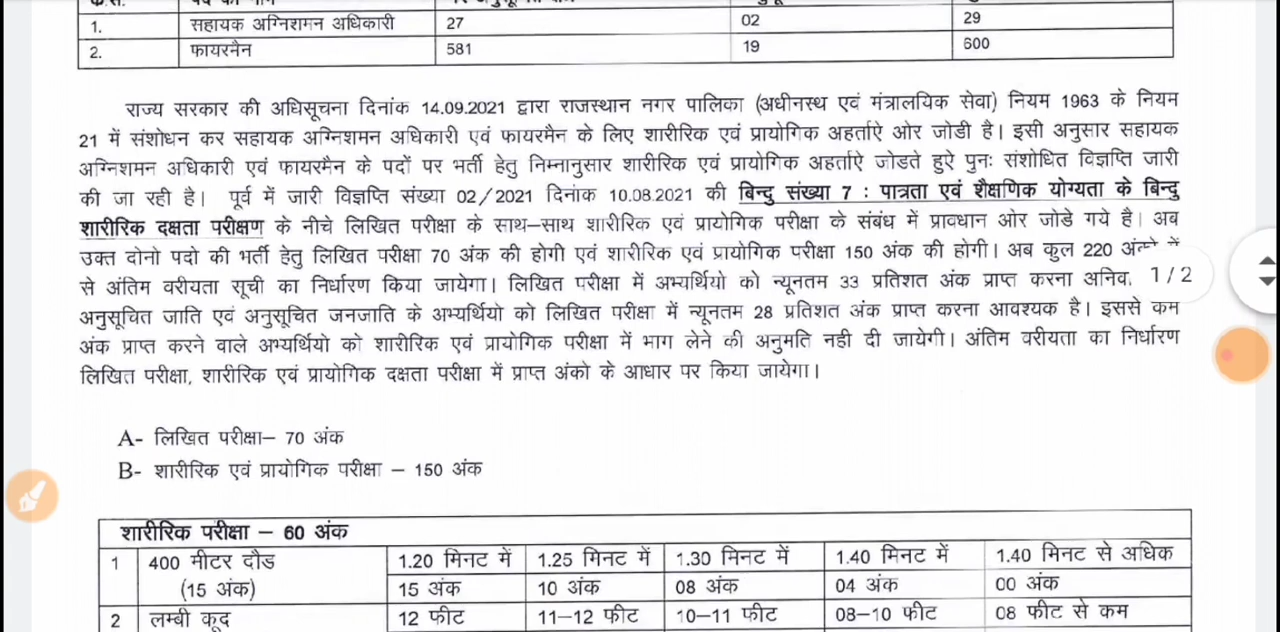 1. सहायक अग्निशमन अधिकारी 27 02 29
2. फायरमैन 581 19 600
राज्य सरकार की अधिसूचना दिनांक 14.09.2021 द्वारा राजस्थान नगर पालिका (अधीनस्थ एवं मंत्रालयिक सेवा) नियम 1963 के नियम
21 में संशोधन कर सहायक अग्निशमन अधिकारी एवं फायरमैन के लिए शारीरिक एवं प्रायोगिक अहर्ताऐ ओर जोडी है। इसी अनुसार सहायक
अग्निशमन अधिकारी एवं फायरमैन के पदों पर भर्ती हेतु निम्नानुसार शारीरिक एवं प्रायोगिक अहर्ताऐ जोडते हुऐ पुनः संशोधित विज्ञप्ति जारी
की जा रही है। पूर्व में जारी विज्ञप्ति संख्या 02/2021 दिनांक 10.08.2021 की बिन्दु संख्या 7 : पात्रता एवं शैक्षणिक योग्यता के बिन्दु
शारीरिक दक्षता परीक्षण के नीचे लिखित परीक्षा के साथ–साथ शारीरिक एवं प्रायोगिक परीक्षा के संबंध में प्रावधान ओर जोडे गये है। अब
उक्त दोनो पदो की भर्ती हेतु लिखित परीक्षा 70 अंक की होगी एवं शारीरिक एवं प्रायोगिक परीक्षा 150 अंक की होगी। अब कुल 220
से अंतिम वरीयता सूची का निर्धारण किया जायेगा। लिखित परीक्षा में अभ्यर्थियो को न्यूनतम 33 प्रतिशत अंक प्राप्त करना 1 / 2
अनुसूचित जाति एवं अनुसूचित जनजाति के अभ्यर्थियो को लिखित परीक्षा में न्यूनतम 28 प्रतिशत अंक प्राप्त करना आवश्यक है। इससे कम
अंक प्राप्त करने वाले अभ्यर्थियो को शारीरिक एवं प्रायोगिक परीक्षा में भाग लेने की अनुमति नही दी जायेगी। अंतिम वरीयता का निर्धारण
लिखित परीक्षा, शारीरिक एवं प्रायोगिक दक्षता परीक्षा में प्राप्त अंको के आधार पर किया जायेगा।
A- लिखित परीक्षा– 70 अंक
B- शारीरिक एवं प्रायोगिक परीक्षा – 150 अंक
शारीरिक परीक्षा – 60 अंक
1 400 मीटर दौड 1.20 मिनट में 1.25 मिनट में 1.30 मिनट में 1.40 मिनट में 1.40 मिनट से अधिक
(15 अंक) 15 अंक 10 अंक 08 अंक 04 अंक 00 अंक
2 लम्बी कूद 12 फीट 11–12 फीट 10–11 फीट 08–10 फीट 08 फीट से कम